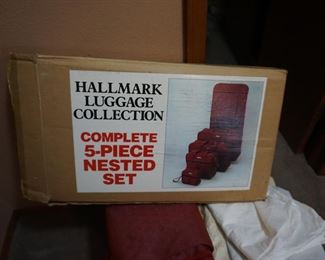 HALLMARK
LUGGAGE
COLLECTION
COMPLETE
5-PIECE
NESTED
SET